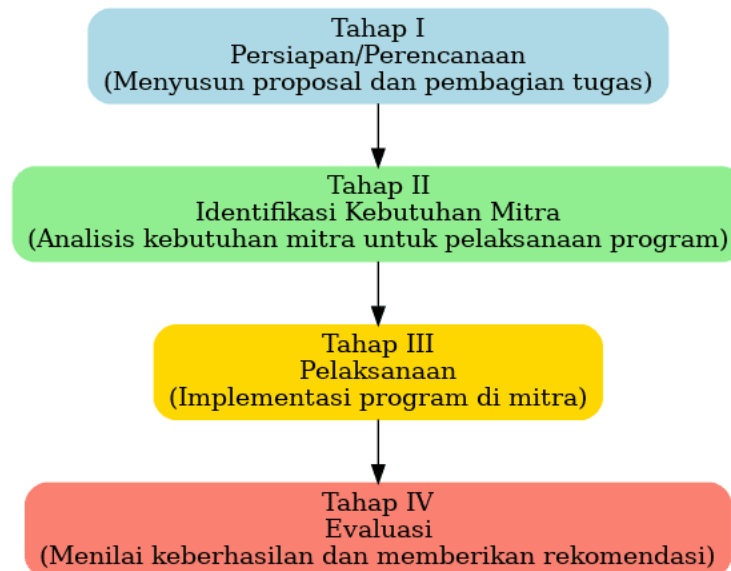 Tahap I
Persiapan/Perencanaan
(Menyusun proposal dan pembagian tugas)
Tahap II
Identifikasi Kebutuhan Mitra
(Analisis kebutuhan mitra untuk pelaksanaan program)
Tahap III
Pelaksanaan
(Implementasi program di mitra)
Tahap IV
Evaluasi
(Menilai keberhasilan dan memberikan rekomendasi)